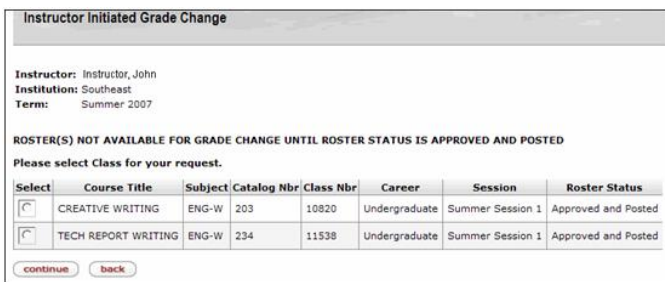 Instructor Initiated Grade Change
Instructor: Instructor, John
Institution: Southeast
Term: Summer 2007
ROSTER(S) NOT AVAILABLE FOR GRADE CHANGE UNTIL ROSTER STATUS IS APPROVED AND POSTED
Please select Class for your request.
Select Course Title Subject Catalog Nbr Class Nbr Career Session Roster Status
CREATIVE WRITING ENG-W 203 10820 Undergraduate Summer Session 1 Approved and Posted
TECH REPORT WRITING ENG-W 234 11538 Undergraduate Summer Session 1 Approved and Posted
continue back